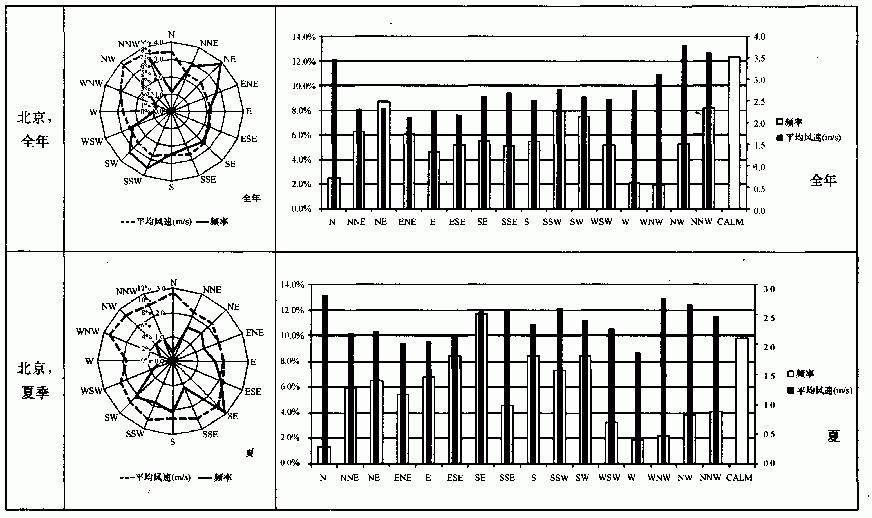 北京，
全年
N
NNE
NE
ENE
E
ESE
SE
SSE
S
SSW
SW
WSW
W
WNW
NW
NNW
4.0
全年
平均风速(m/s) 频率
14.0%
12.0%
10.0%
8.0%
6.0%
4.0%
2.0%
0.0%
4.0
3.5
3.0
2.5
2.0
1.5
1.0
0.5
0.0
N NNE NE ENE E ESE SE SSE S SSW SW WSW W WNW NW NNW CALM
频率
平均风速(m/s)
全年
北京，
夏季
N
NNE
NE
ENE
E
ESE
SE
SSE
S
SSW
SW
WSW
W
WNW
NW
NNW
12%
3.0
2.0
夏
平均风速(m/s) 频率
14.0%
12.0%
10.0%
8.0%
6.0%
4.0%
2.0%
0.0%
3.0
2.5
2.0
1.5
1.0
0.5
0.0
N NNE NE ENE E ESE SE SSE S SSW SW WSW W WNW NW NNW CALM
频率
平均风速(m/s)
夏